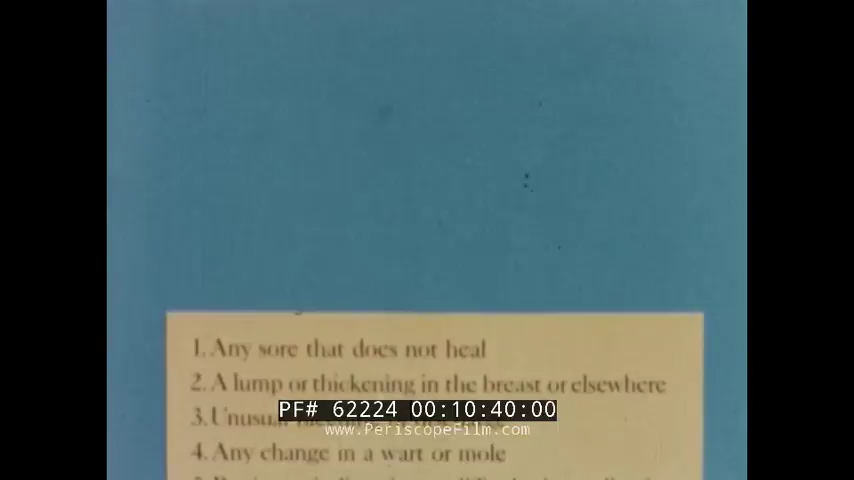 1. Any sore that does not heal
2. A lump or thickening in the breast or elsewhere
PF# 62224 00:10:40:00
3. Unusual
www.PeriscopeFilm.com
4. Any change in a wart or mole